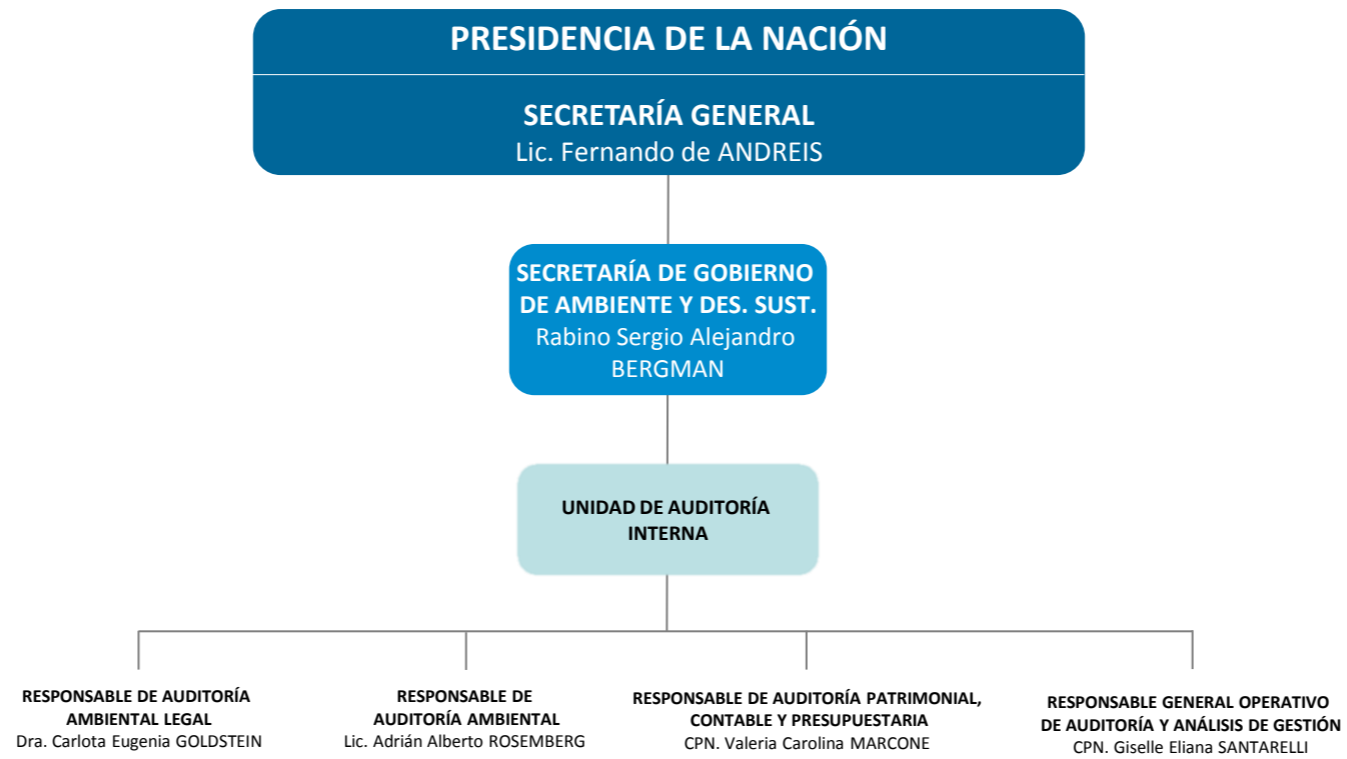 PRESIDENCIA DE LA NACIÓN
SECRETARÍA GENERAL
Lic. Fernando de ANDREIS
SECRETARÍA DE GOBIERNO
DE AMBIENTE Y DES. SUST.
Rabino Sergio Alejandro
BERGMAN
UNIDAD DE AUDITORÍA
INTERNA
RESPONSABLE DE AUDITORÍA
AMBIENTAL LEGAL
Dra. Carlota Eugenia GOLDSTEIN
RESPONSABLE DE
AUDITORÍA AMBIENTAL
Lic. Adrián Alberto ROSEMBERG
RESPONSABLE DE AUDITORÍA PATRIMONIAL,
CONTABLE Y PRESUPUESTARIA
CPN. Valeria Carolina MARCONE
RESPONSABLE GENERAL OPERATIVO
DE AUDITORÍA Y ANÁLISIS DE GESTIÓN
CPN. Giselle Eliana SANTARELLI